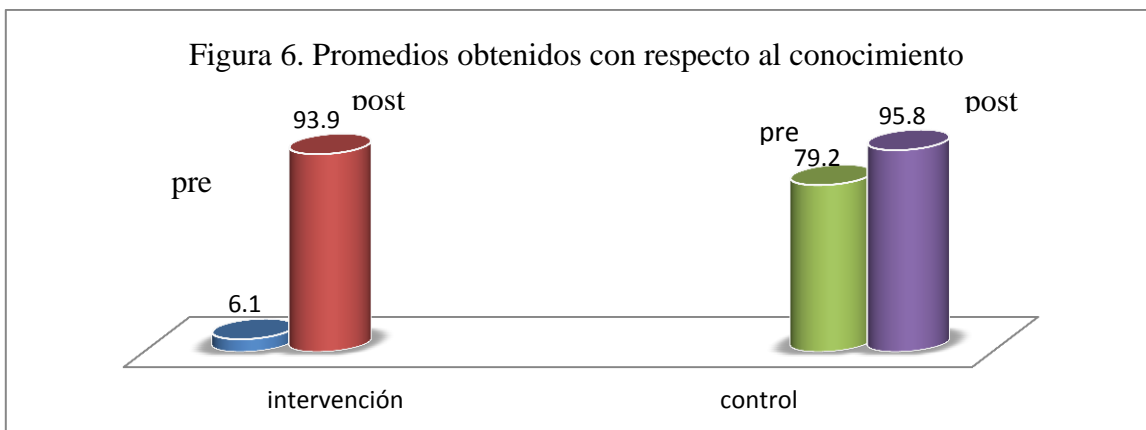 Figura 6. Promedios obtenidos con respecto al conocimiento
post
93.9
pre
6.1
post
95.8
pre
79.2
intervención
control